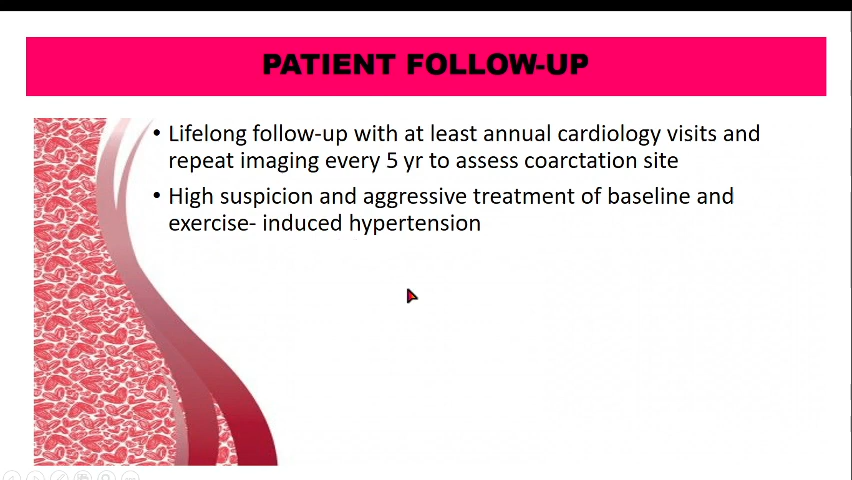 PATIENT FOLLOW-UP
• Lifelong follow-up with at least annual cardiology visits and
repeat imaging every 5 yr to assess coarctation site
• High suspicion and aggressive treatment of baseline and
exercise- induced hypertension